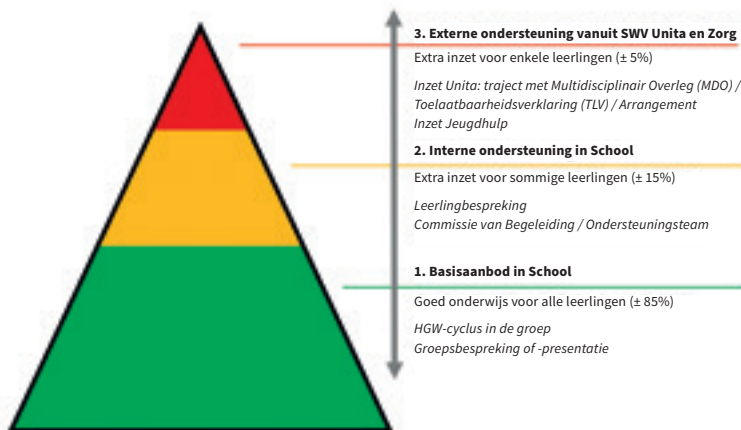 3. Externe ondersteuning vanuit SWV Unita en Zorg
Extra inzet voor enkele leerlingen (± 5%)
Inzet Unita: traject met Multidisciplinair Overleg (MDO) /
Toelaatbaarheidsverklaring (TLV) / Arrangement
Inzet Jeugdhulp
2. Interne ondersteuning in School
Extra inzet voor sommige leerlingen (± 15%)
Leerlingbespreking
Commissie van Begeleiding / Ondersteuningsteam
1. Basisaanbod in School
Goed onderwijs voor alle leerlingen (± 85%)
HGW-cyclus in de groep
Groepsbespreking of -presentatie